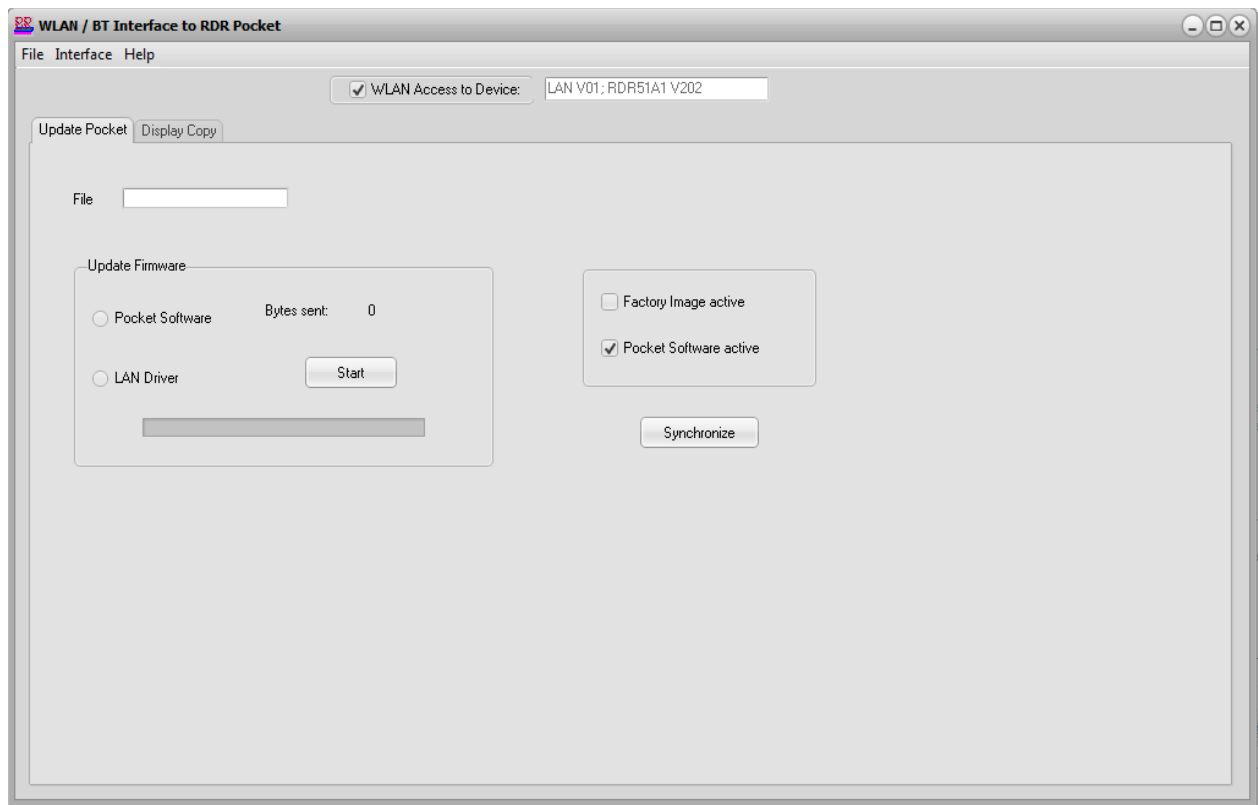 WLAN / BT Interface to RDR Pocket
File Interface Help
WLAN Access to Device: LAN V01; RDR51A1 V202
Update Pocket Display Copy
File
Update Firmware
Pocket Software Bytes sent: 0
Factory Image active
Pocket Software active
LAN Driver Start
Synchronize